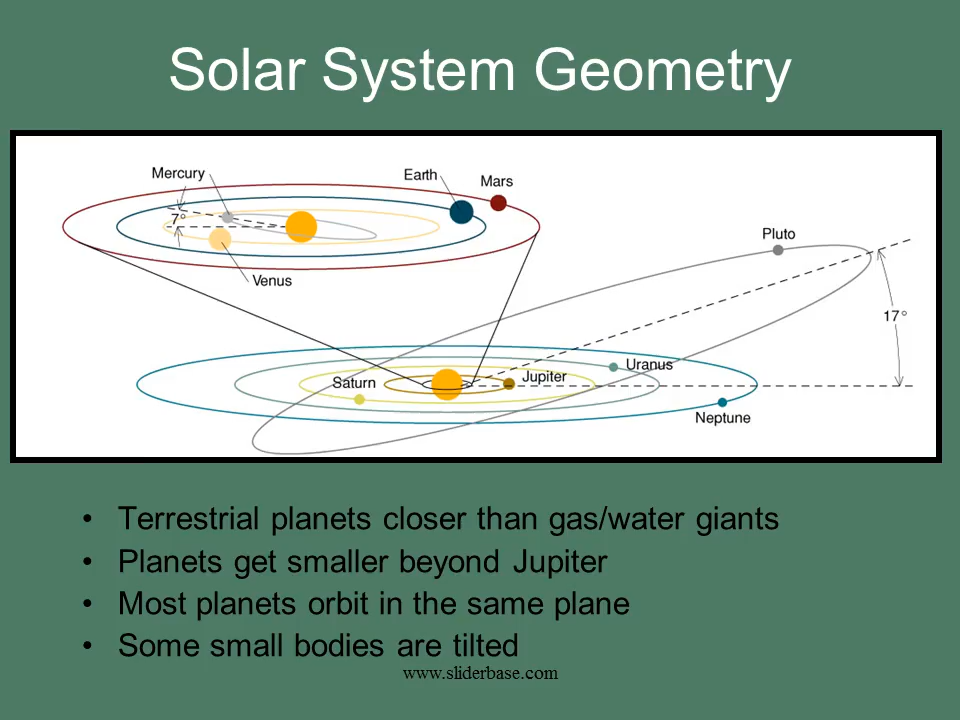 Solar System Geometry
Mercury
Earth
Mars
7°
Venus
Pluto
17°
Uranus
Saturn
Jupiter
Neptune
• Terrestrial planets closer than gas/water giants
• Planets get smaller beyond Jupiter
• Most planets orbit in the same plane
• Some small bodies are tilted
www.sliderbase.com